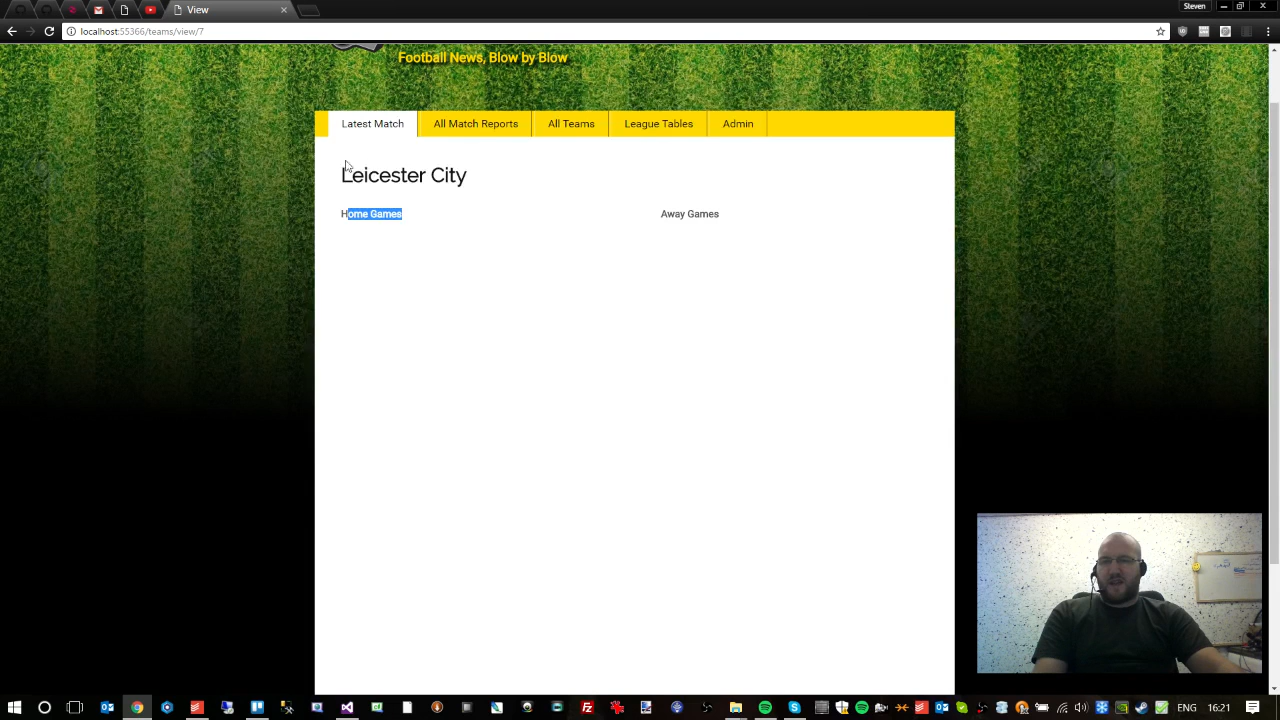 View
Steven
localhost:55366/teams/view/7
Football News, Blow by Blow
Latest Match
All Match Reports
All Teams
League Tables
Admin
Leicester City
Home Games
Away Games
ENG
16:21